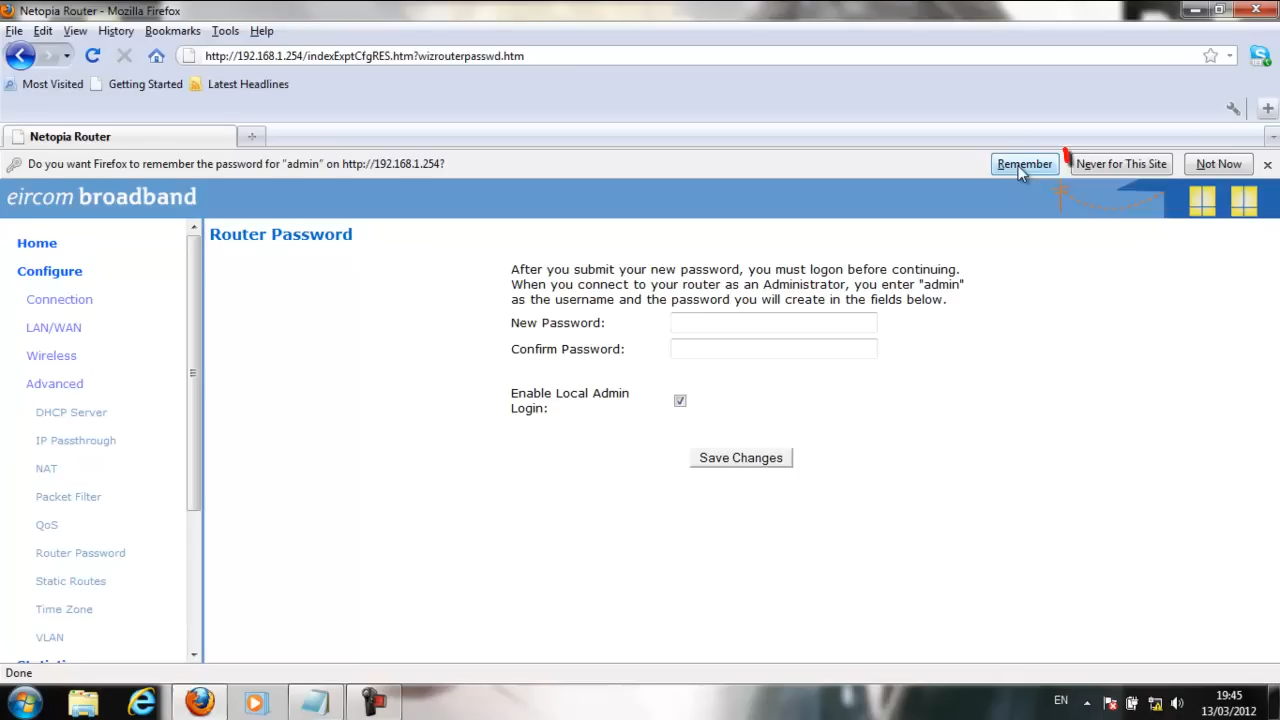 Netopia Router - Mozilla Firefox
File Edit View History Bookmarks Tools Help
http://192.168.1.254/indexExptCfgRES.htm?wizrouterpasswd.htm
Most Visited Getting Started Latest Headlines
Netopia Router
Do you want Firefox to remember the password for "admin" on http://192.168.1.254? Remember Never for This Site Not Now
eircom broadband
Home
Configure
Connection
LAN/WAN
Wireless
Advanced
DHCP Server
IP Passthrough
NAT
Packet Filter
QoS
Router Password
Static Routes
Time Zone
VLAN
Router Password
After you submit your new password, you must logon before continuing.
When you connect to your router as an Administrator, you enter "admin"
as the username and the password you will create in the fields below.
New Password:
Confirm Password:
Enable Local Admin
Login:
Save Changes
Done
EN
19:45
13/03/2012